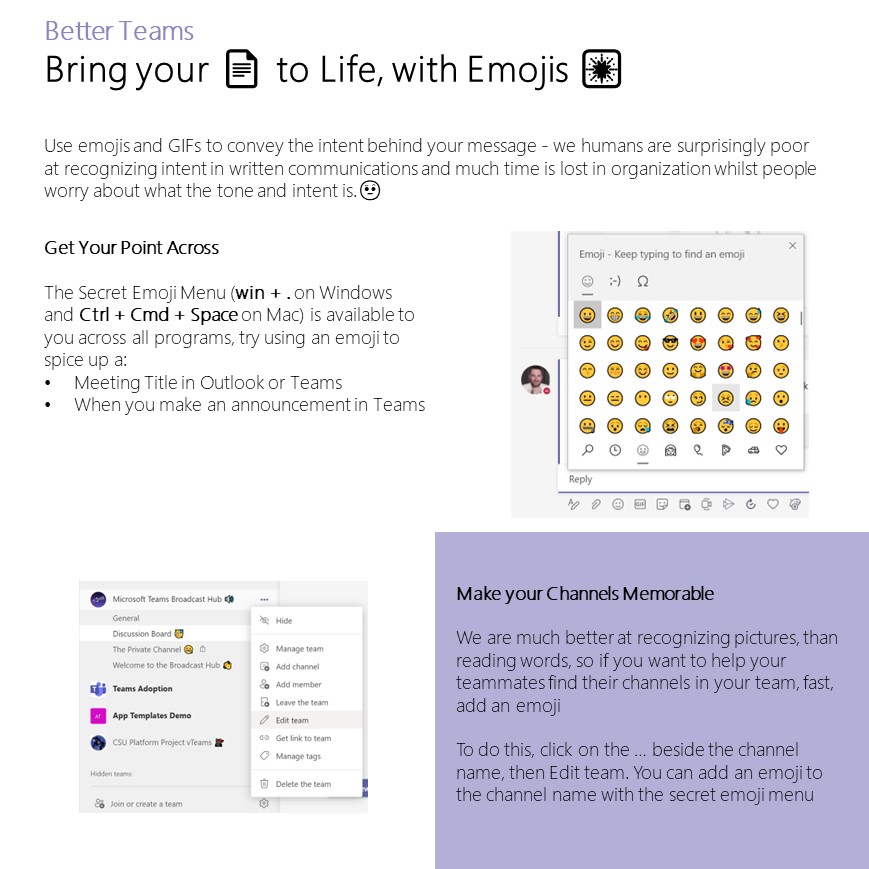 Better Teams
Bring your 📄 to Life, with Emojis 🎆
Use emojis and GIFs to convey the intent behind your message - we humans are surprisingly poor
at recognizing intent in written communications and much time is lost in organization whilst people
worry about what the tone and intent is.🙂
Get Your Point Across
The Secret Emoji Menu (win + . on Windows
and Ctrl + Cmd + Space on Mac) is available to
you across all programs, try using an emoji to
spice up a:
• Meeting Title in Outlook or Teams
• When you make an announcement in Teams
Emoji - Keep typing to find an emoji
;-) Ω
Reply
GIF
Microsoft Teams Broadcast Hub
General
Discussion Board
The Private Channel
Welcome to the Broadcast Hub
Teams Adoption
AT App Templates Demo
CSU Platform Project vTeams
Hidden teams
Join or create a team
Hide
Manage team
Add channel
Add member
Leave the team
Edit team
Get link to team
Manage tags
Delete the team
Make your Channels Memorable
We are much better at recognizing pictures, than
reading words, so if you want to help your
teammates find their channels in your team, fast,
add an emoji
To do this, click on the ... beside the channel
name, then Edit team. You can add an emoji to
the channel name with the secret emoji menu